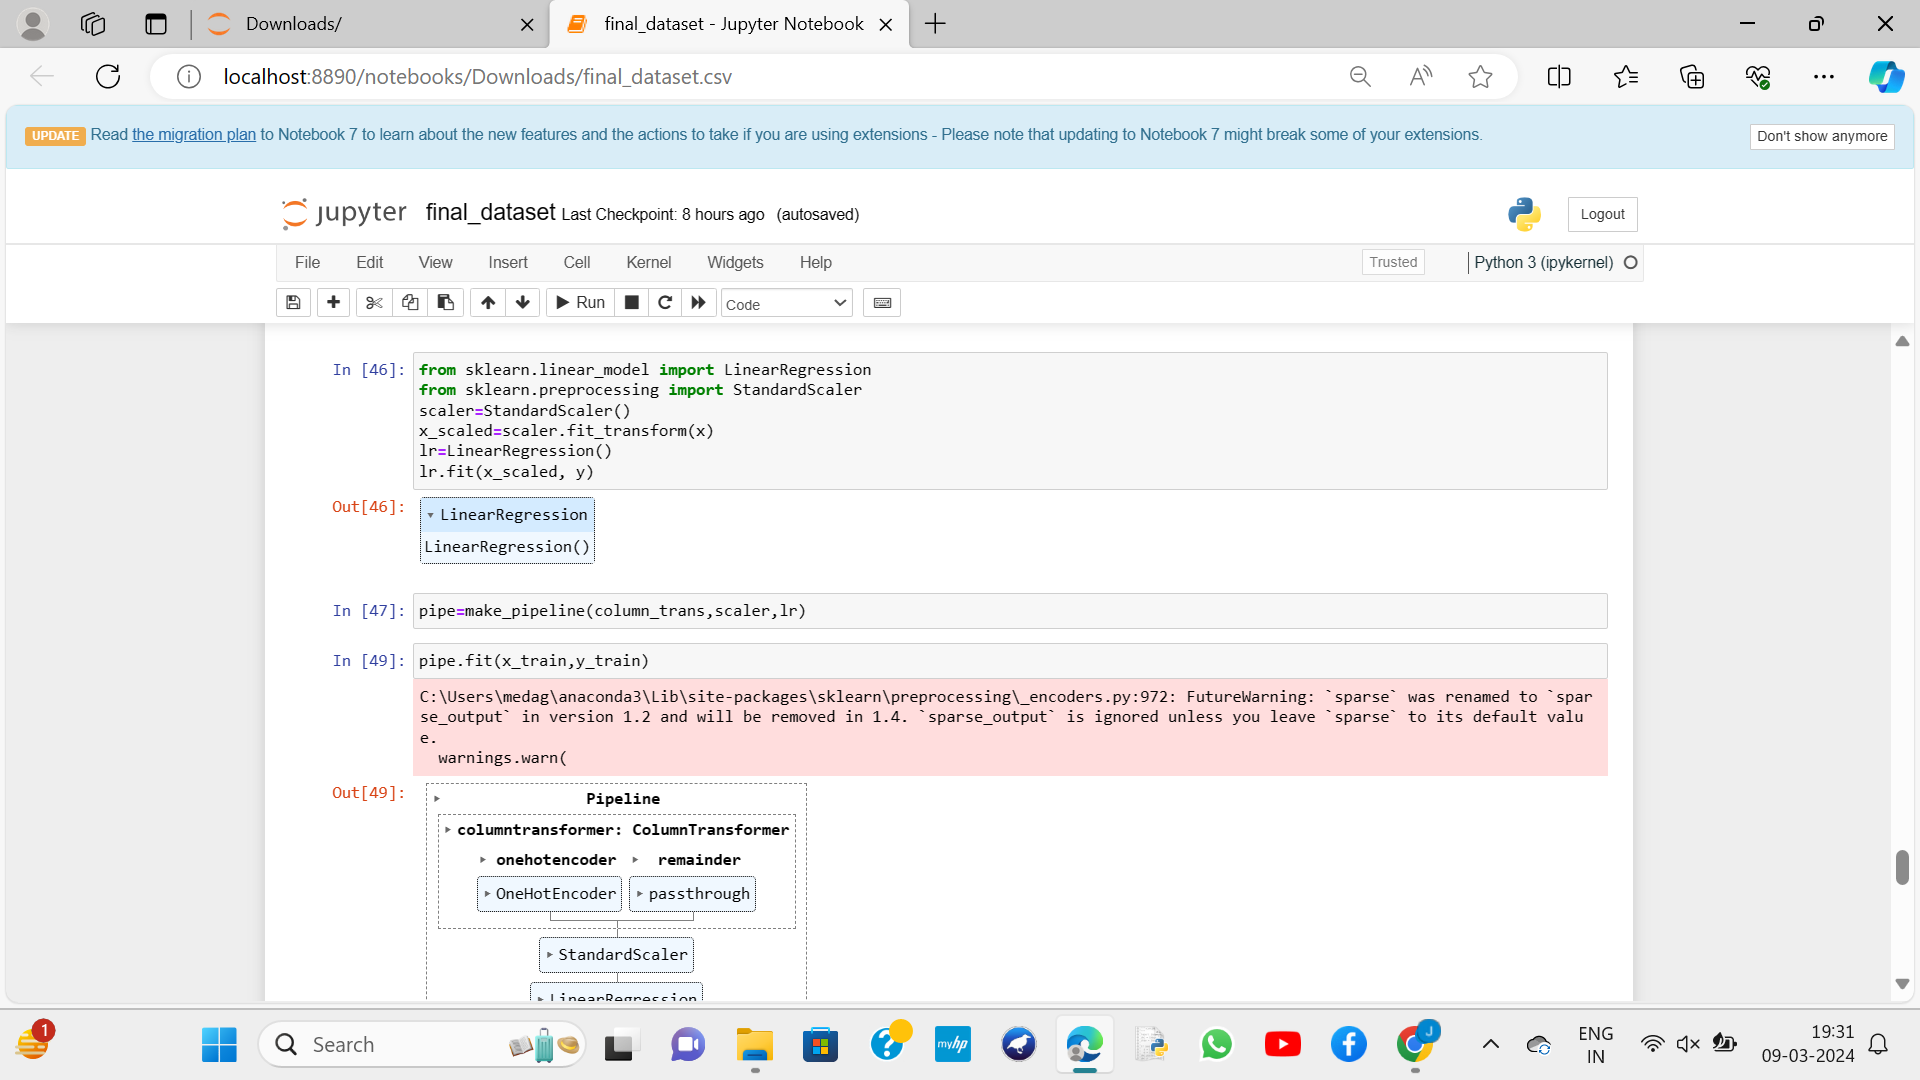 Downloads/
final_dataset - Jupyter Notebook
localhost:8890/notebooks/Downloads/final_dataset.csv
UPDATE Read the migration plan to Notebook 7 to learn about the new features and the actions to take if you are using extensions - Please note that updating to Notebook 7 might break some of your extensions.
Don't show anymore
jupyter final_dataset Last Checkpoint: 8 hours ago (autosaved)
Logout
File Edit View Insert Cell Kernel Widgets Help
Trusted
Python 3 (ipykernel)
Run
Code
In [46]: from sklearn.linear_model import LinearRegression
from sklearn.preprocessing import StandardScaler
scaler=StandardScaler()
x_scaled=scaler.fit_transform(x)
lr=LinearRegression()
lr.fit(x_scaled, y)
Out[46]: LinearRegression
LinearRegression()
In [47]: pipe=make_pipeline(column_trans,scaler,lr)
In [49]: pipe.fit(x_train,y_train)
C:\Users\medag\anaconda3\Lib\site-packages\sklearn\preprocessing\_encoders.py:972: FutureWarning: `sparse` was renamed to `spar
se_output` in version 1.2 and will be removed in 1.4. `sparse_output` is ignored unless you leave `sparse` to its default valu
e.
warnings.warn(
Out[49]: Pipeline
columntransformer: ColumnTransformer
onehotencoder remainder
OneHotEncoder passthrough
StandardScaler
LinearRegression
1
Search
myhp
J
ENG
IN
19:31
09-03-2024